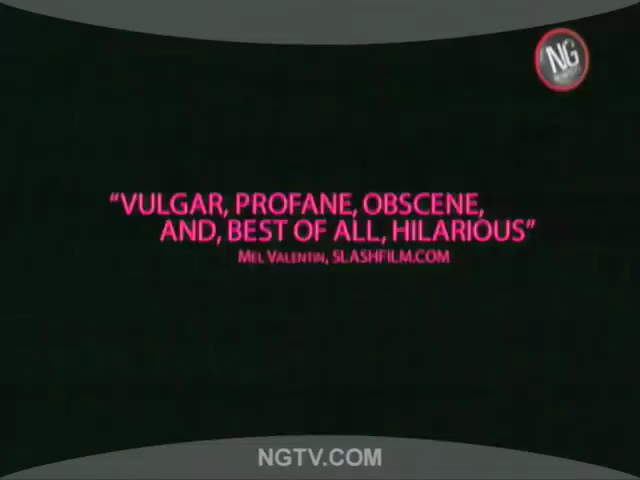 NG
"VULGAR, PROFANE, OBSCENE,
AND, BEST OF ALL, HILARIOUS"
MEL VALENTIN, SLASHFILM.COM
NGTV.COM